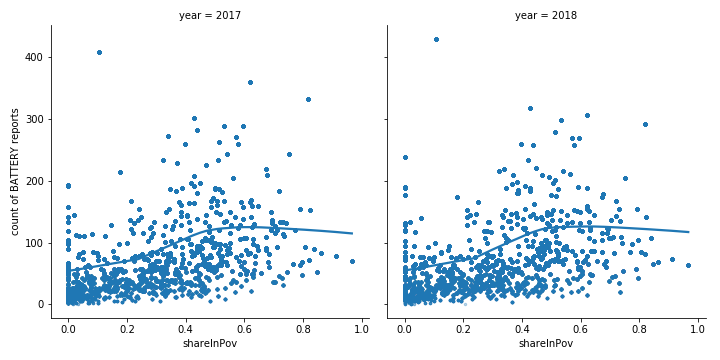 year = 2017
year = 2018
count of BATTERY reports
400
300
200
100
0
0.0 0.2 0.4 0.6 0.8 1.0
0.0 0.2 0.4 0.6 0.8 1.0
shareInPov
shareInPov